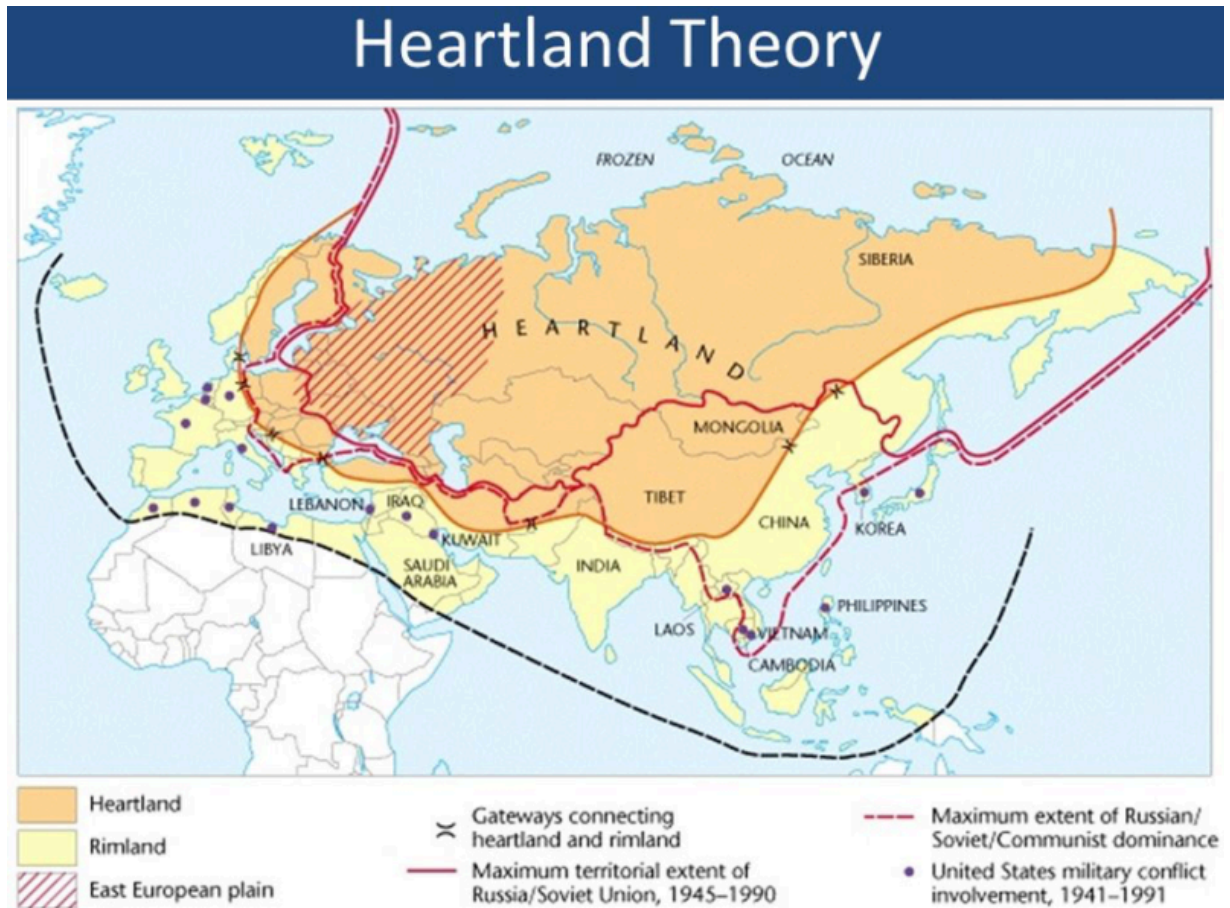 Heartland Theory
FROZEN OCEAN
SIBERIA
HEARTLAND
MONGOLIA
TIBET
LEBANON
IRAQ
KUWAIT
CHINA
KOREA
LIBYA
SAUDI
ARABIA
INDIA
PHILIPPINES
LAOS
VIETNAM
CAMBODIA
Heartland
Rimland
East European plain
Gateways connecting
heartland and rimland
Maximum territorial extent of
Russia/Soviet Union, 1945–1990
Maximum extent of Russian/
Soviet/Communist dominance
United States military conflict
involvement, 1941–1991